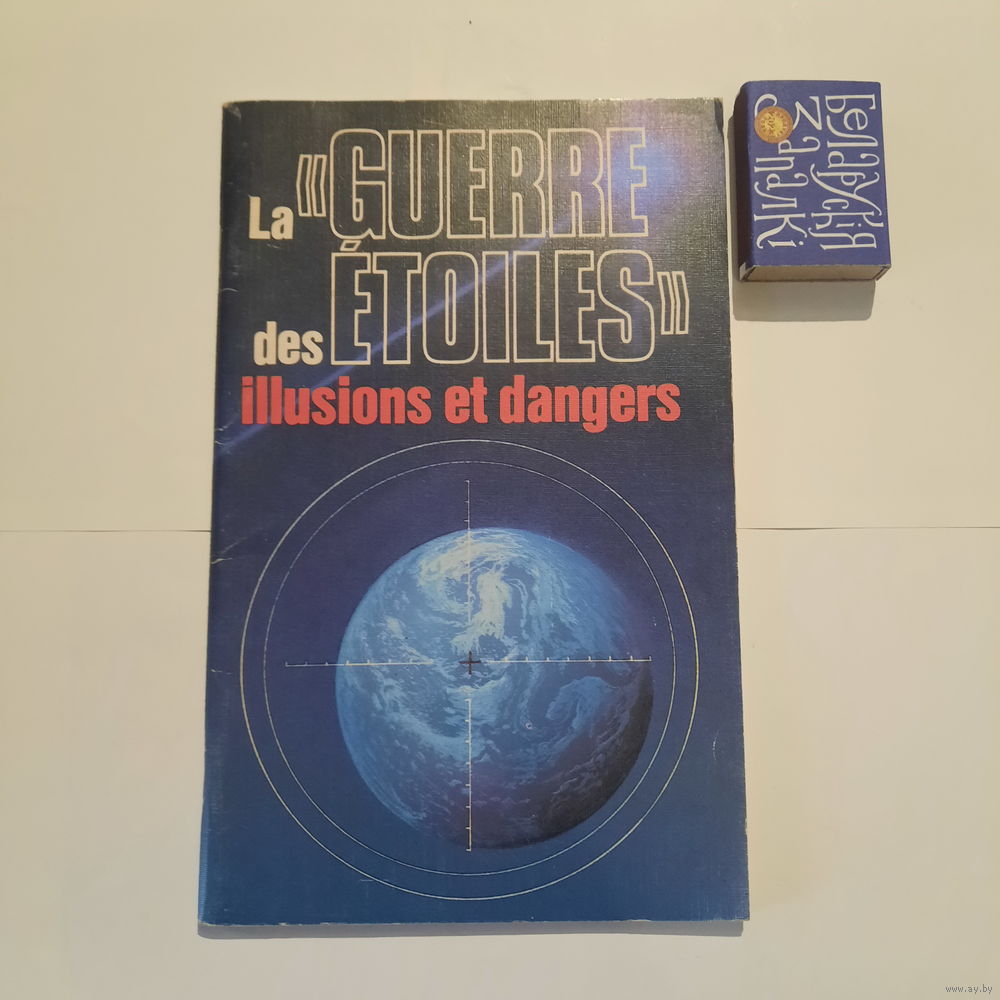 La «GUERRE
des ÉTOILES»
illusions et dangers
Беларускія
Запалкі
www.ay.by